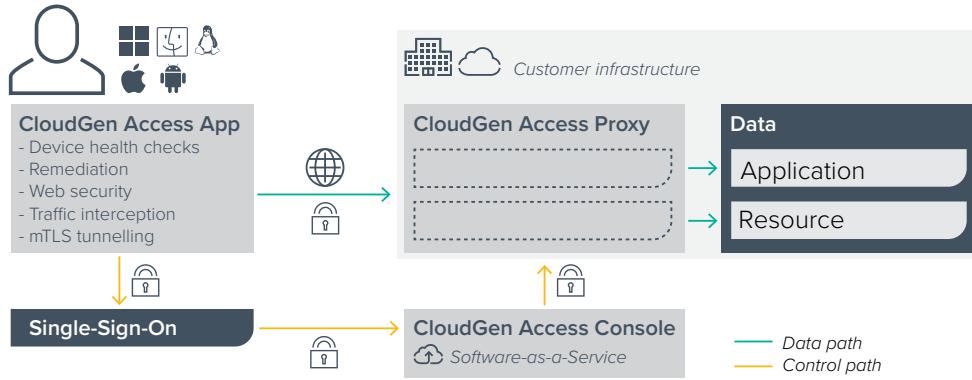 Customer infrastructure
CloudGen Access App
- Device health checks
- Remediation
- Web security
- Traffic interception
- mTLS tunnelling
CloudGen Access Proxy
Data
Application
Resource
Single-Sign-On
CloudGen Access Console
Software-as-a-Service
Data path
Control path